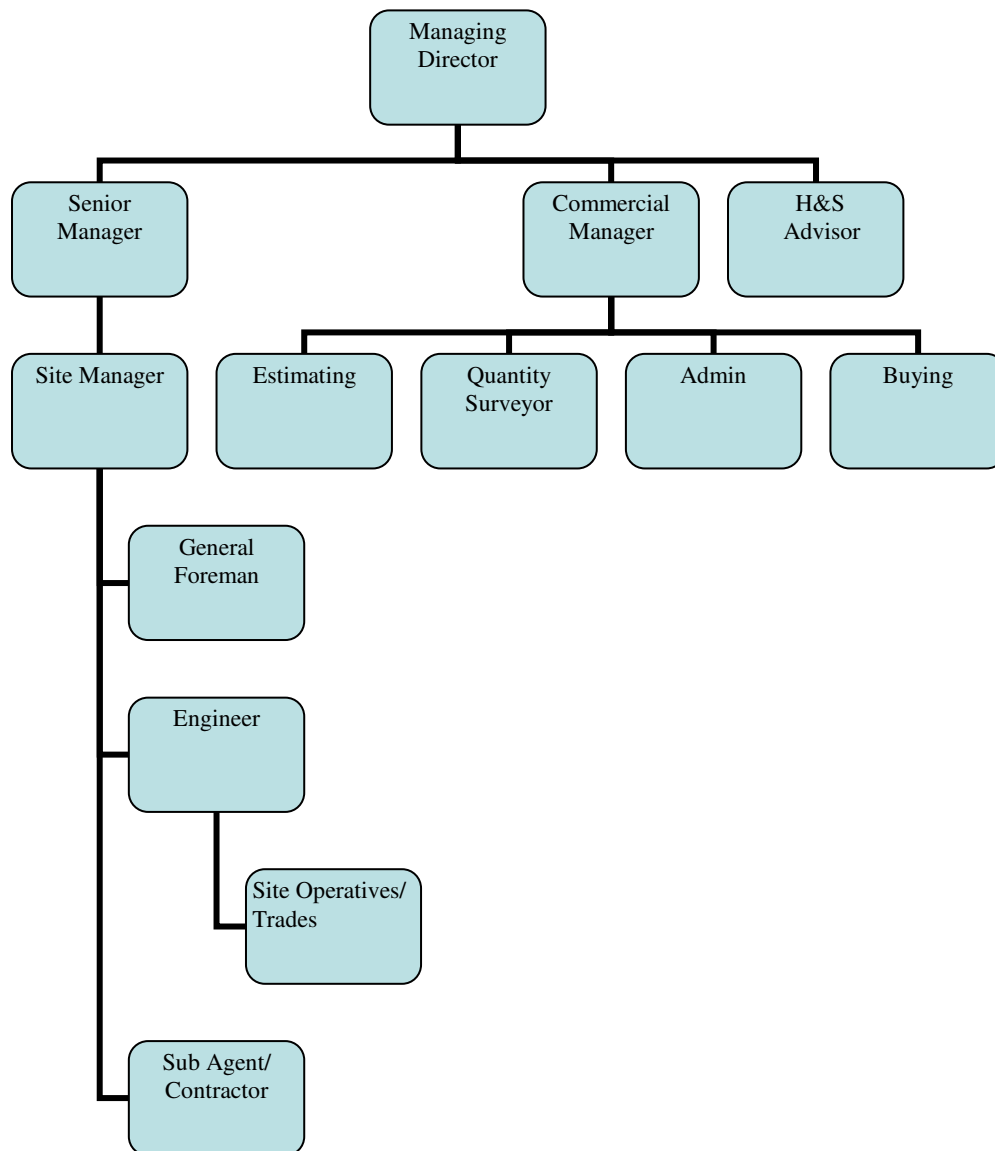 Managing
Director
Senior
Manager
Commercial
Manager
H&S
Advisor
Site Manager
Estimating
Quantity
Surveyor
Admin
Buying
General
Foreman
Engineer
Site Operatives/
Trades
Sub Agent/
Contractor